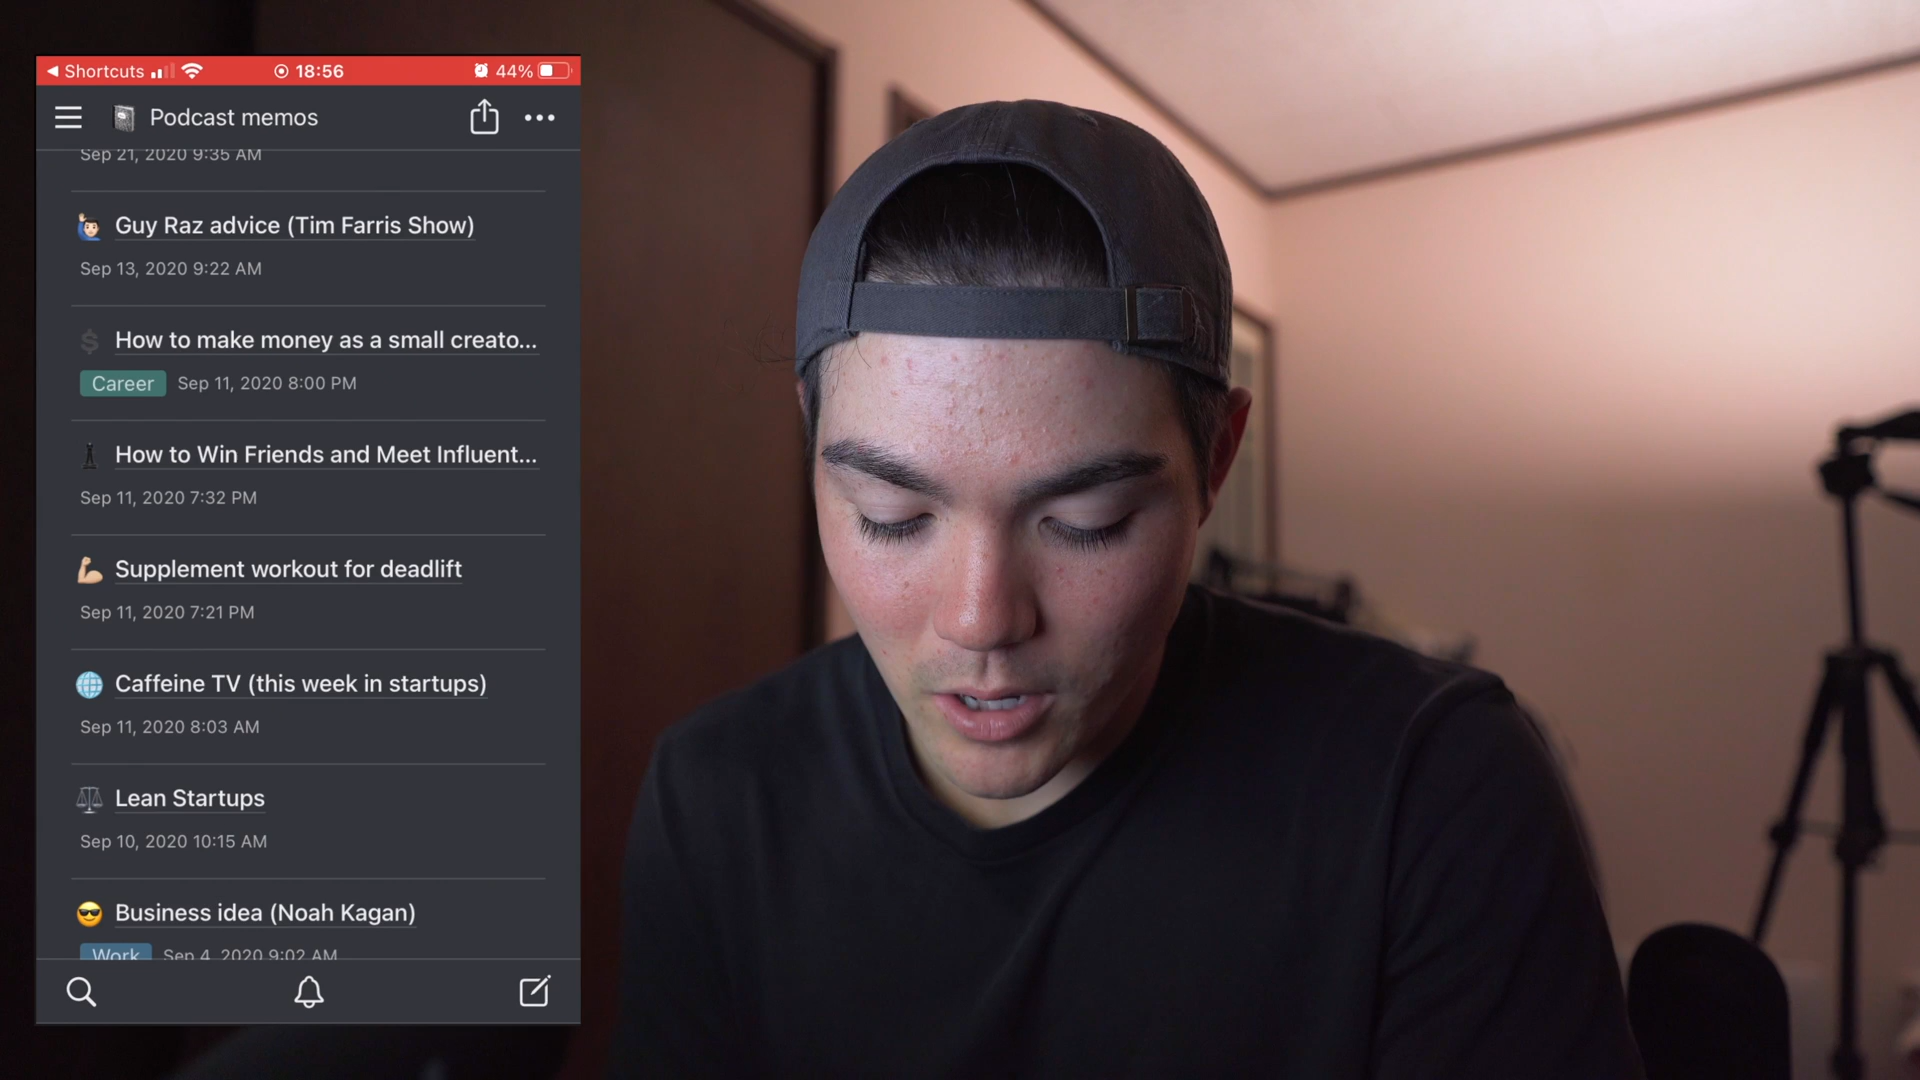 Shortcuts
18:56
44%
Podcast memos
Sep 21, 2020 9:35 AM
Guy Raz advice (Tim Farris Show)
Sep 13, 2020 9:22 AM
How to make money as a small creato...
Career Sep 11, 2020 8:00 PM
How to Win Friends and Meet Influent...
Sep 11, 2020 7:32 PM
Supplement workout for deadlift
Sep 11, 2020 7:21 PM
Caffeine TV (this week in startups)
Sep 11, 2020 8:03 AM
Lean Startups
Sep 10, 2020 10:15 AM
Business idea (Noah Kagan)
Work Sep 4, 2020 9:02 AM